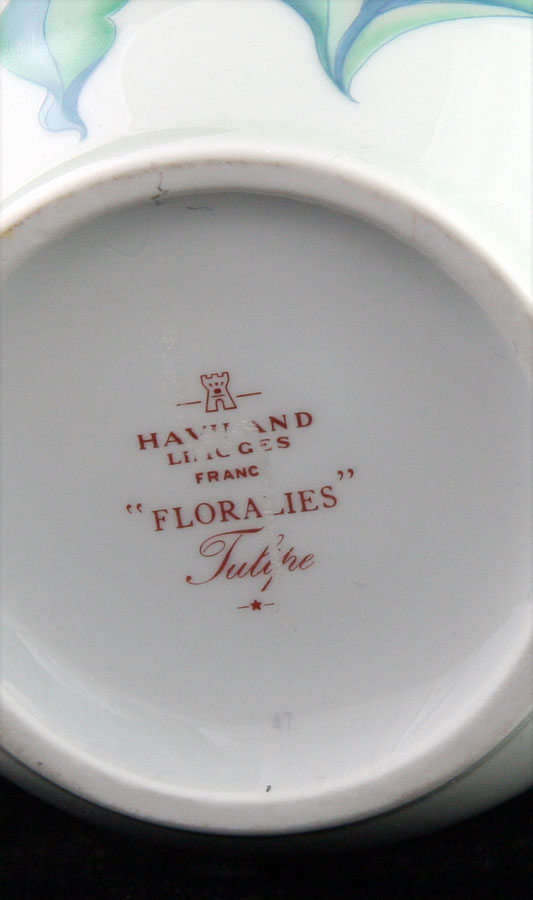 HAVILAND
LIMOGES
FRANC
"FLORALIES"
Tulipe